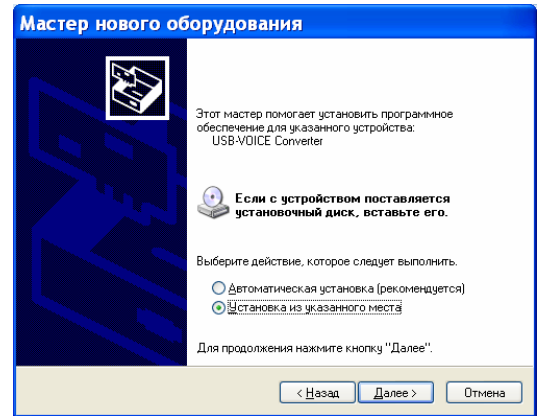 Мастер нового оборудования
Этот мастер помогает установить программное
обеспечение для указанного устройства:
USB-VOICE Converter
Если с устройством поставляется
установочный диск, вставьте его.
Выберите действие, которое следует выполнить.
Автоматическая установка (рекомендуется)
Установка из указанного места
Для продолжения нажмите кнопку "Далее".
< Назад Далее > Отмена